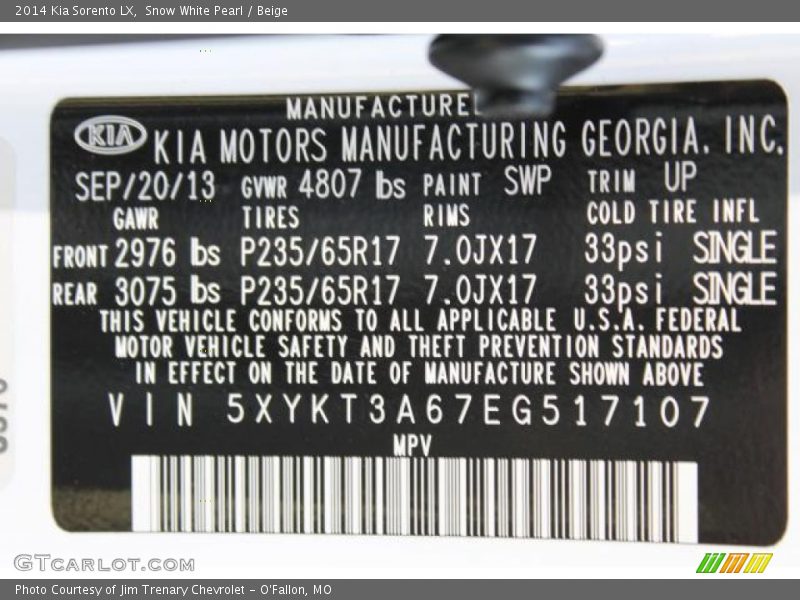 2014 Kia Sorento LX, Snow White Pearl / Beige
MANUFACTURED
KIA KIA MOTORS MANUFACTURING GEORGIA, INC.
SEP/20/13 GVWR 4807 lbs PAINT SWP TRIM UP
GAWR TIRES RIMS COLD TIRE INFL
FRONT 2976 lbs P235/65R17 7.0JX17 33psi SINGLE
REAR 3075 lbs P235/65R17 7.0JX17 33psi SINGLE
THIS VEHICLE CONFORMS TO ALL APPLICABLE U.S.A. FEDERAL
MOTOR VEHICLE SAFETY AND THEFT PREVENTION STANDARDS
IN EFFECT ON THE DATE OF MANUFACTURE SHOWN ABOVE
VIN 5XYKT3A67EG517107
MPV
GTCARLOT.COM
Photo Courtesy of Jim Trenary Chevrolet - O'Fallon, MO